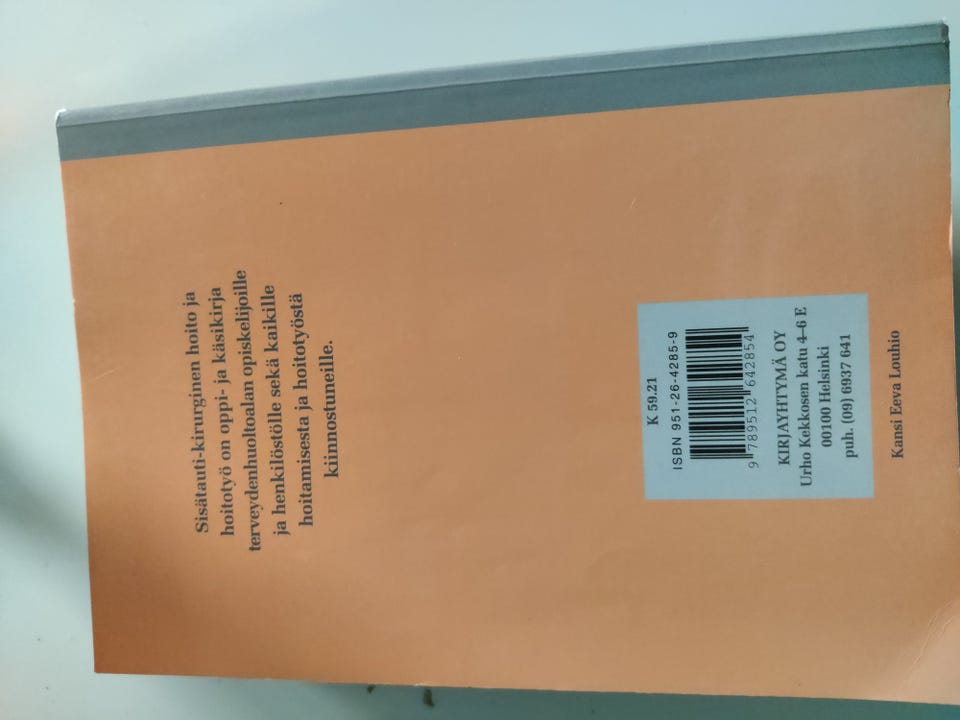 Sisätauti-kirurginen hoito ja
hoitotyö on oppi- ja käsikirja
terveydenhuoltoalan opiskelijoille
ja henkilöstölle sekä kaikille
hoitamisesta ja hoitotyöstä
kiinnostuneille.
K 59.21
ISBN 951-26-4285-9
9 789512 642854
KIRJAYHTYMÄ OY
Urho Kekkosen katu 4–6 E
00100 Helsinki
puh. (09) 6937 641
Kansi Eeva Louhio